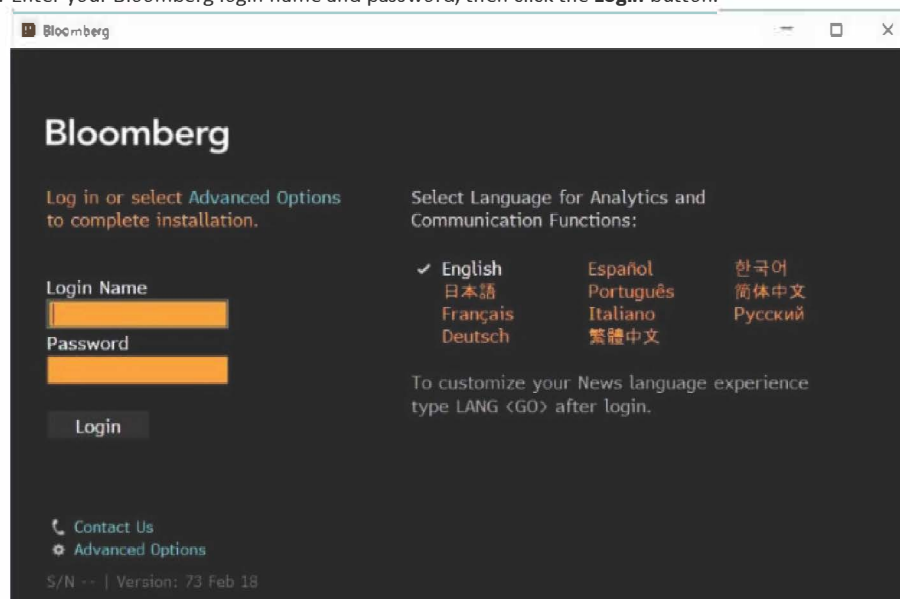 Enter your Bloomberg login name and password, then click the Login button.
Bloomberg
Bloomberg
Log in or select Advanced Options
to complete installation.
Login Name
Password
Login
Select Language for Analytics and
Communication Functions:
✓ English Español 한국어
日本語 Português 简体中文
Français Italiano Русский
Deutsch 繁體中文
To customize your News language experience
type LANG <GO> after login.
Contact Us
Advanced Options
S/N -- | Version: 73 Feb 18